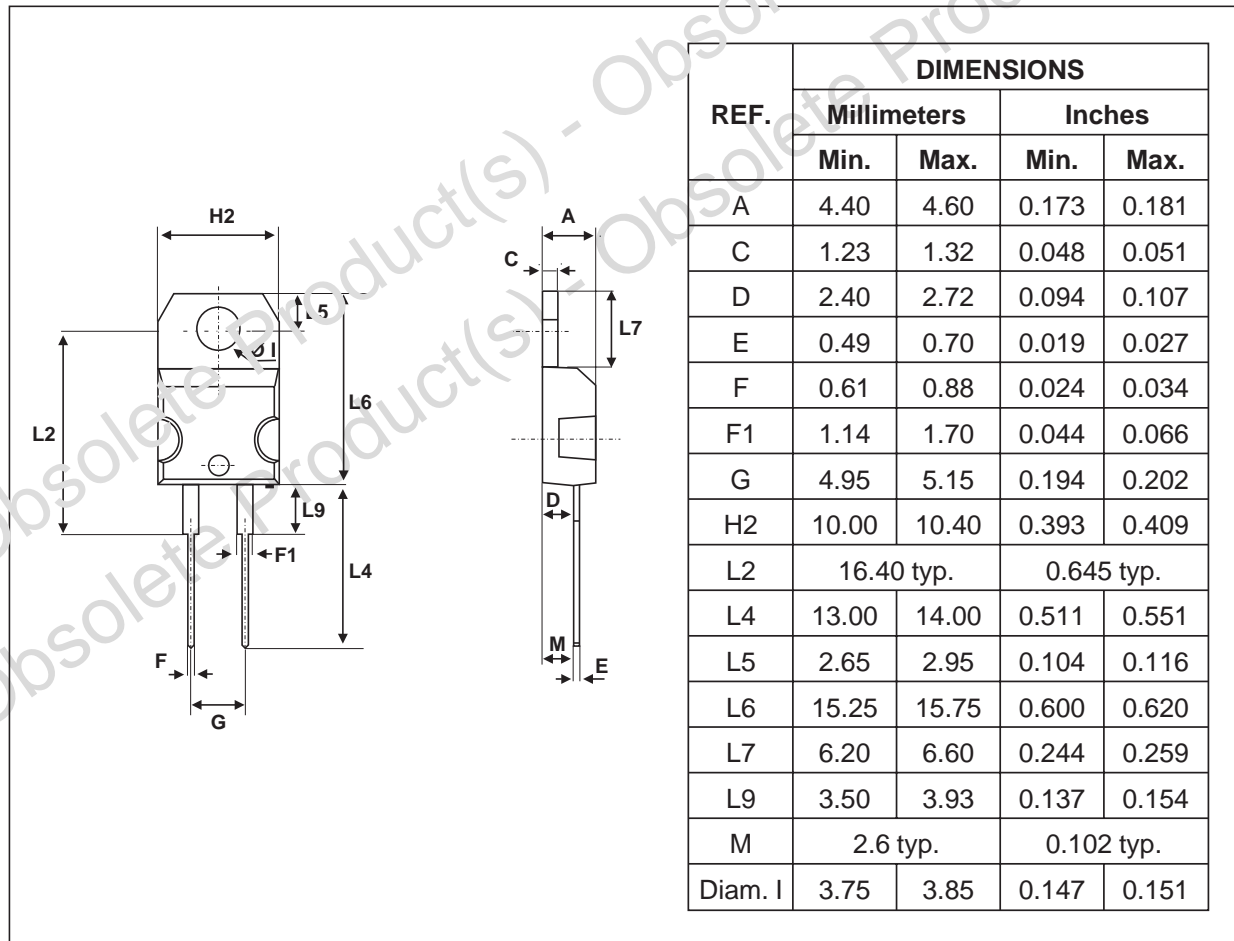 Obsolete Product(s) - Obsolete Product(s)
Obsolete Product(s) - Obsolete Product(s)
H2
A
C
L5
L7
Ø I
L6
L2
D
L9
F1
L4
M
F
E
G
DIMENSIONS
REF. Millimeters Inches
Min. Max. Min. Max.
A 4.40 4.60 0.173 0.181
C 1.23 1.32 0.048 0.051
D 2.40 2.72 0.094 0.107
E 0.49 0.70 0.019 0.027
F 0.61 0.88 0.024 0.034
F1 1.14 1.70 0.044 0.066
G 4.95 5.15 0.194 0.202
H2 10.00 10.40 0.393 0.409
L2 16.40 typ. 0.645 typ.
L4 13.00 14.00 0.511 0.551
L5 2.65 2.95 0.104 0.116
L6 15.25 15.75 0.600 0.620
L7 6.20 6.60 0.244 0.259
L9 3.50 3.93 0.137 0.154
M 2.6 typ. 0.102 typ.
Diam. I 3.75 3.85 0.147 0.151